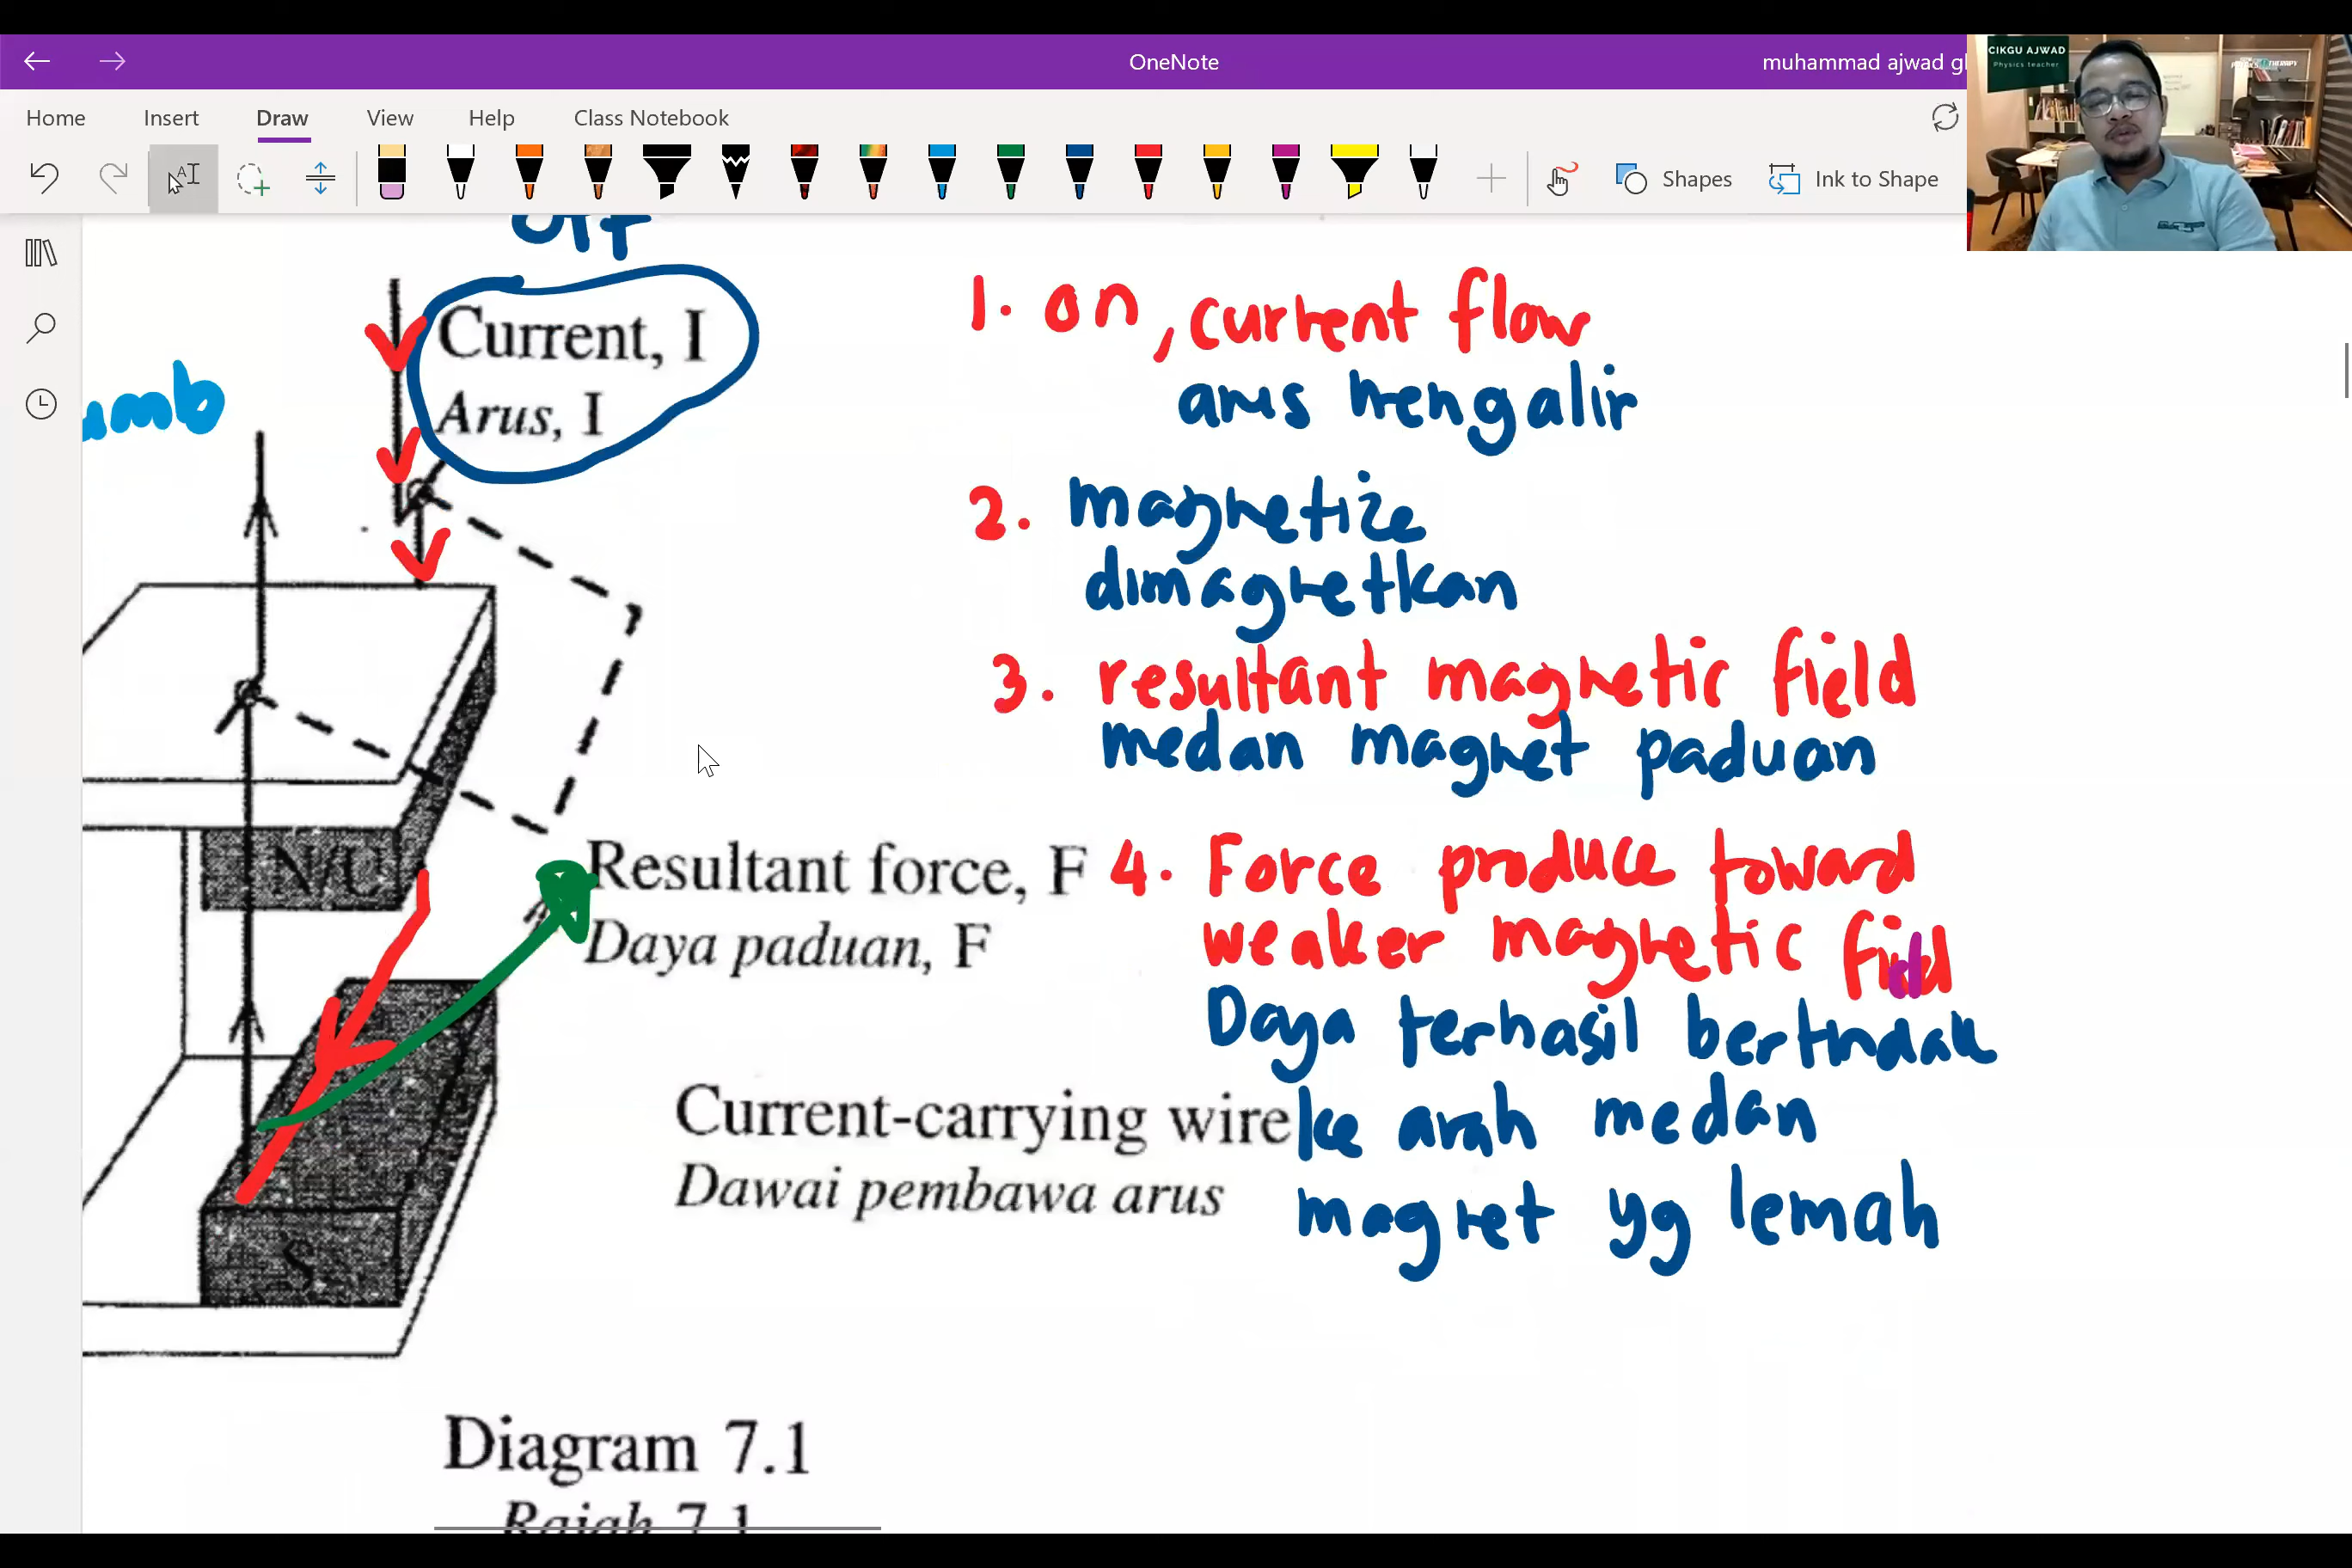 OneNote
muhammad ajwad gl
CIKGU AJWAD
Physics teacher
Home Insert Draw View Help Class Notebook
Shapes Ink to Shape
Off
Current, I
Arus, I
umb
N/U
S
Resultant force, F
Daya paduan, F
Current-carrying wire
Dawai pembawa arus
Diagram 7.1
Rajah 7.1
1. on, current flow
arus mengalir
2. magnetize
dimagnetkan
3. resultant magnetic field
medan magnet paduan
4. Force produce toward
weaker magnetic field
Daya terhasil bertindak
ke arah medan
magnet yg lemah